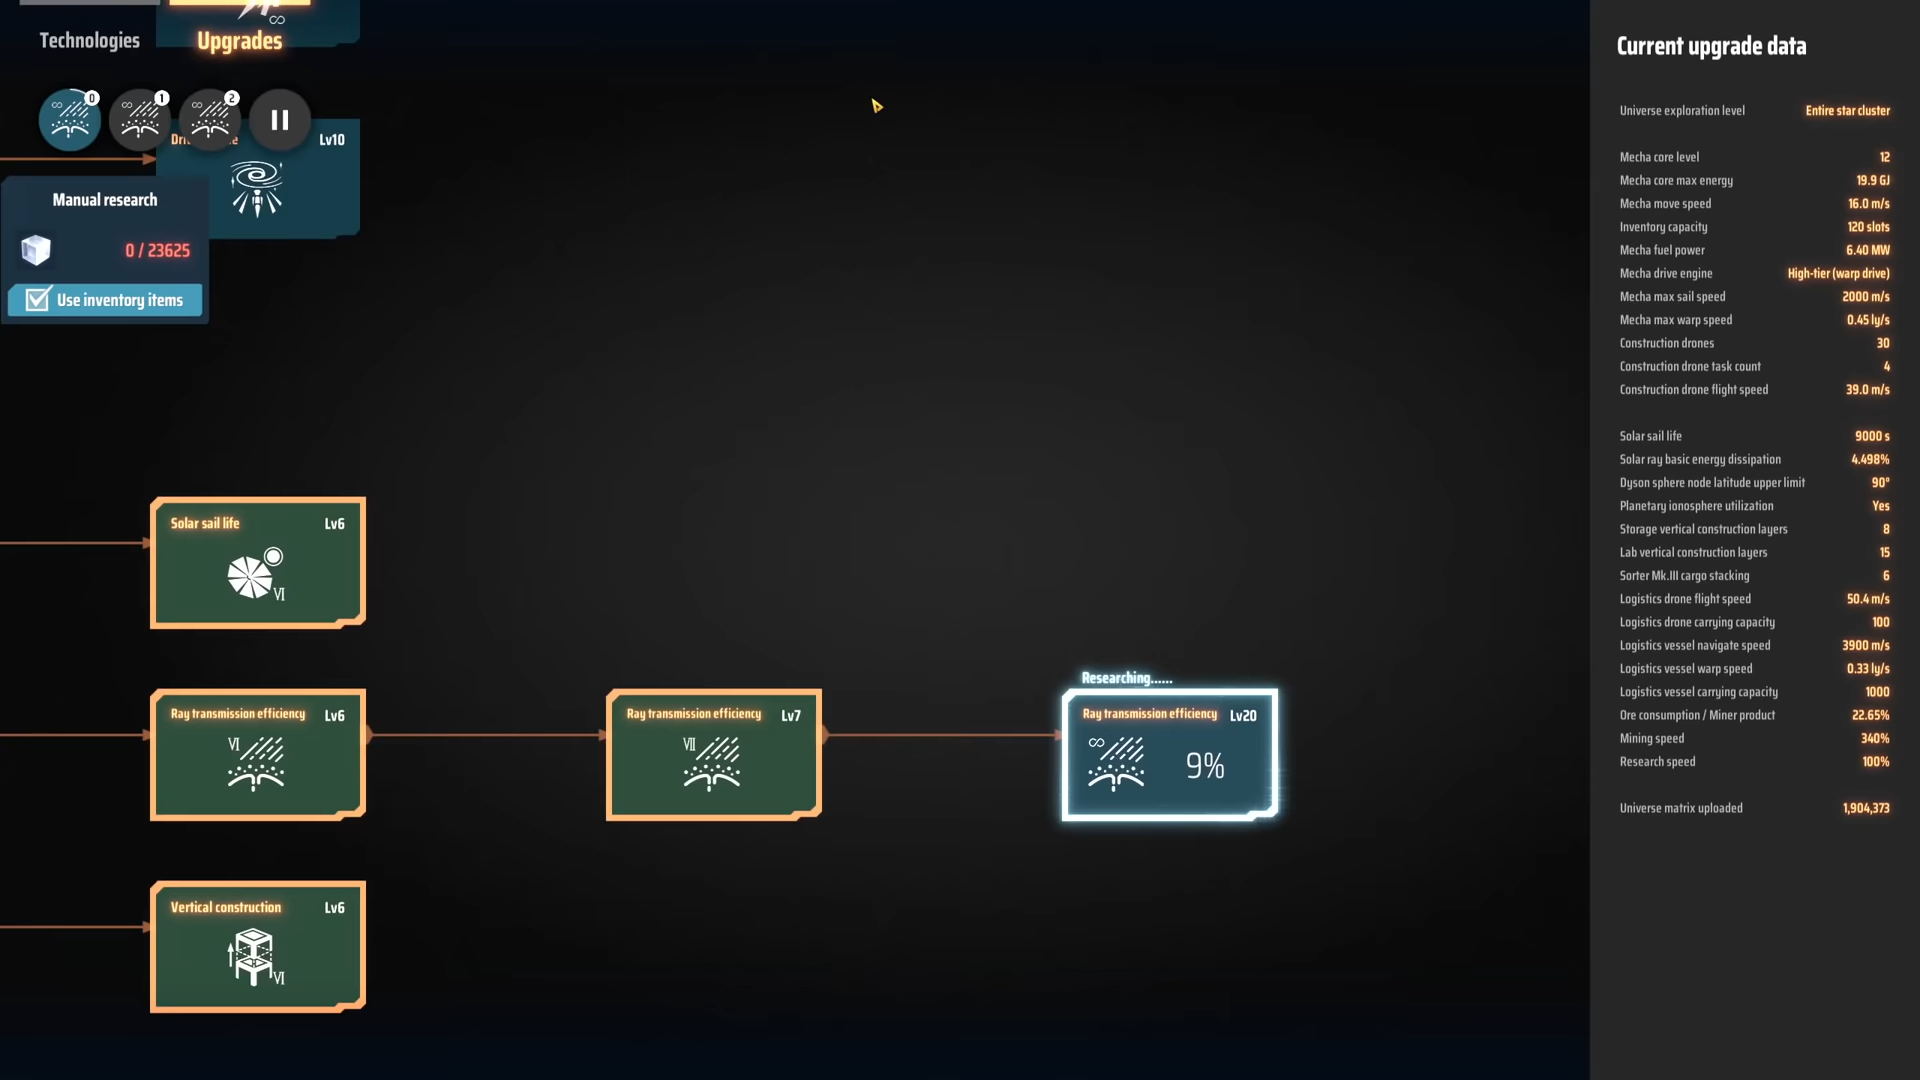 Technologies
Upgrades
0
1
2
Lv10
Manual research
0 / 23625
Use inventory items
Solar sail life Lv6
VI
Researching......
Ray transmission efficiency Lv6
VI
Ray transmission efficiency Lv7
VII
Ray transmission efficiency Lv20
∞
9%
Vertical construction Lv6
VI
Current upgrade data
Universe exploration level Entire star cluster
Mecha core level 12
Mecha core max energy 19.9 GJ
Mecha move speed 16.0 m/s
Inventory capacity 120 slots
Mecha fuel power 6.40 MW
Mecha drive engine High-tier (warp drive)
Mecha max sail speed 2000 m/s
Mecha max warp speed 0.45 ly/s
Construction drones 30
Construction drone task count 4
Construction drone flight speed 39.0 m/s
Solar sail life 9000 s
Solar ray basic energy dissipation 4.498%
Dyson sphere node latitude upper limit 90°
Planetary ionosphere utilization Yes
Storage vertical construction layers 8
Lab vertical construction layers 15
Sorter Mk.III cargo stacking 6
Logistics drone flight speed 50.4 m/s
Logistics drone carrying capacity 100
Logistics vessel navigate speed 3900 m/s
Logistics vessel warp speed 0.33 ly/s
Logistics vessel carrying capacity 1000
Ore consumption / Miner product 22.65%
Mining speed 340%
Research speed 100%
Universe matrix uploaded 1,904,373